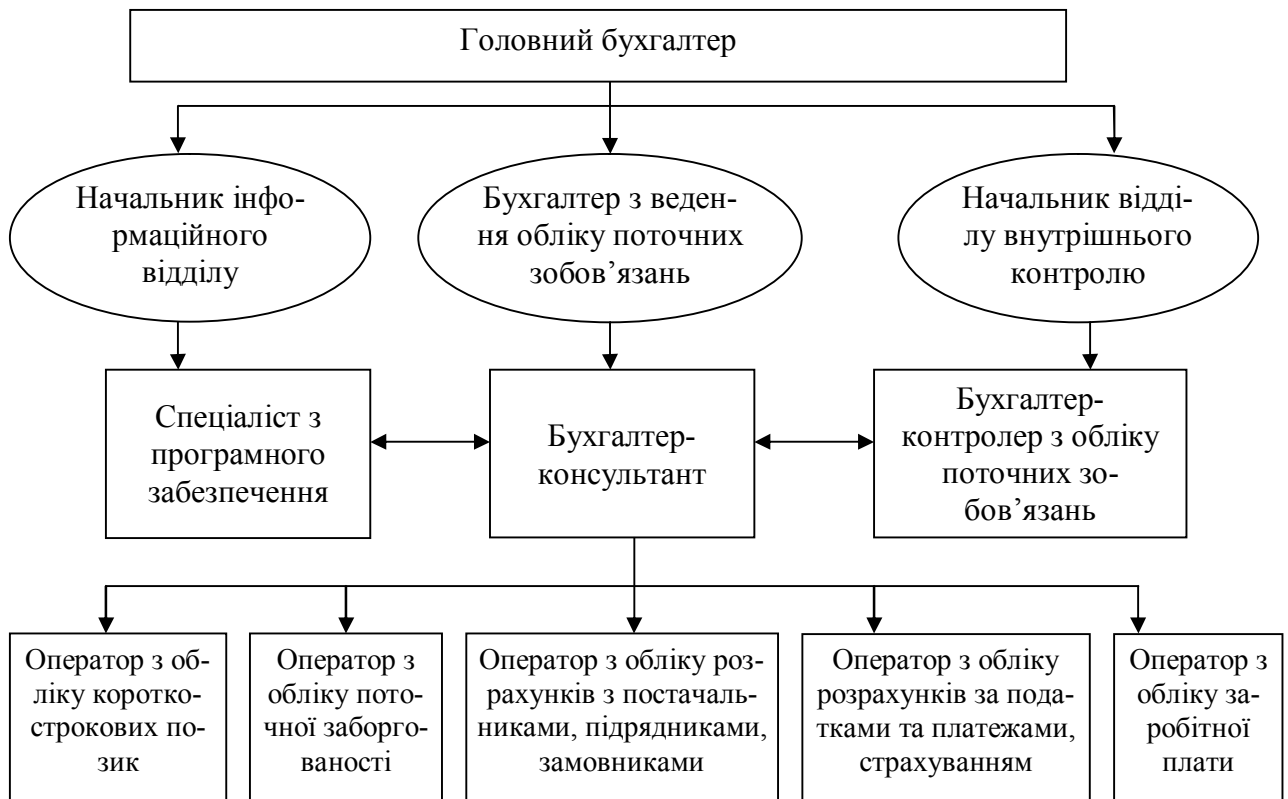 Головний бухгалтер
Начальник інфо-
рмаційного
відділу
Бухгалтер з веден-
ня обліку поточних
зобов’язань
Начальник відді-
лу внутрішнього
контролю
Спеціаліст з
програмного
забезпечення
Бухгалтер-
консультант
Бухгалтер-
контролер з обліку
поточних зо-
бов’язань
Оператор з об-
ліку коротко-
строкових по-
зик
Оператор з
обліку пото-
чної заборго-
ваності
Оператор з обліку роз-
рахунків з постачаль-
никами, підрядниками,
замовниками
Оператор з обліку
розрахунків за пода-
тками та платежами,
страхуванням
Оператор з
обліку за-
робітної
плати